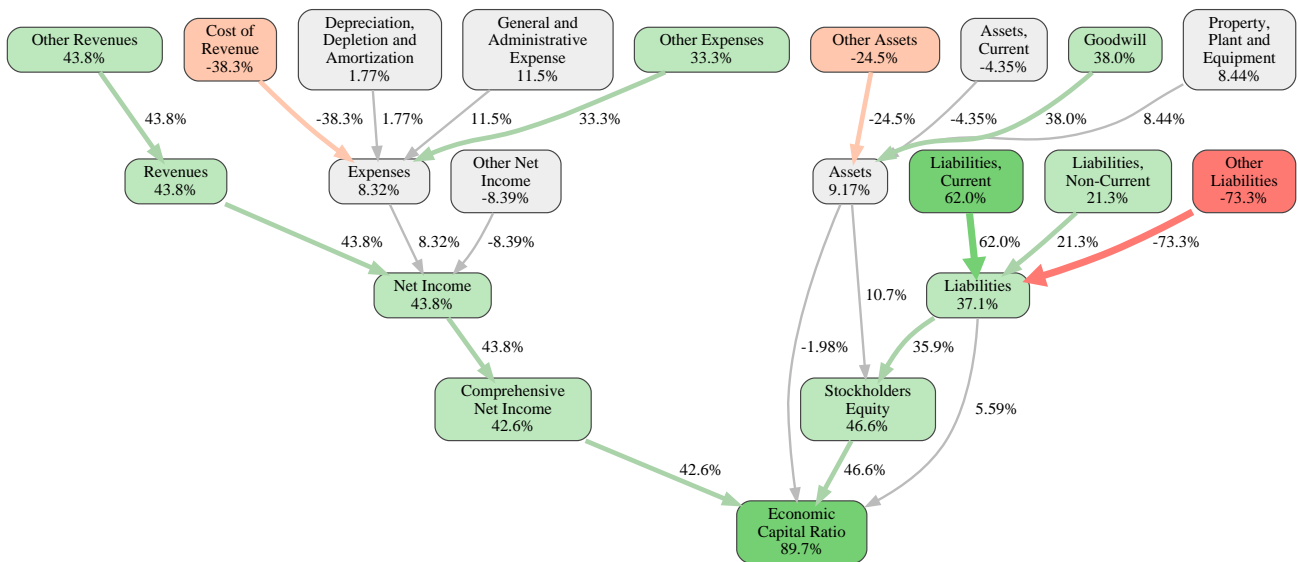 Other Revenues
43.8%
Cost of
Revenue
-38.3%
Depreciation,
Depletion and
Amortization
1.77%
General and
Administrative
Expense
11.5%
Other Expenses
33.3%
Other Assets
-24.5%
Assets,
Current
-4.35%
Goodwill
38.0%
Property,
Plant and
Equipment
8.44%
43.8%
-38.3%
1.77%
11.5%
33.3%
-24.5%
-4.35%
38.0%
8.44%
Revenues
43.8%
Expenses
8.32%
Other Net
Income
-8.39%
Assets
9.17%
Liabilities,
Current
62.0%
Liabilities,
Non-Current
21.3%
Other
Liabilities
-73.3%
43.8%
8.32%
-8.39%
62.0%
21.3%
-73.3%
Net Income
43.8%
10.7%
Liabilities
37.1%
43.8%
-1.98%
35.9%
Comprehensive
Net Income
42.6%
Stockholders
Equity
46.6%
5.59%
42.6%
46.6%
Economic
Capital Ratio
89.7%